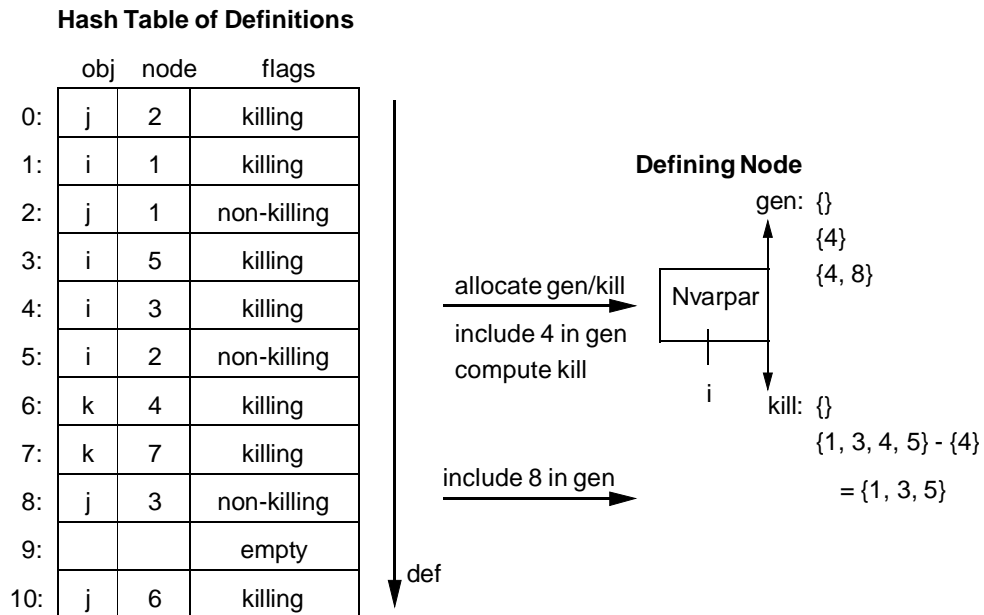 Hash Table of Definitions
obj node flags
0: j 2 killing
1: i 1 killing
2: j 1 non-killing
3: i 5 killing
4: i 3 killing
5: i 2 non-killing
6: k 4 killing
7: k 7 killing
8: j 3 non-killing
9: empty
10: j 6 killing
def
allocate gen/kill
include 4 in gen
compute kill
include 8 in gen
Defining Node
gen: {}
{4}
{4, 8}
Nvarpar
i
kill: {}
{1, 3, 4, 5} - {4}
= {1, 3, 5}